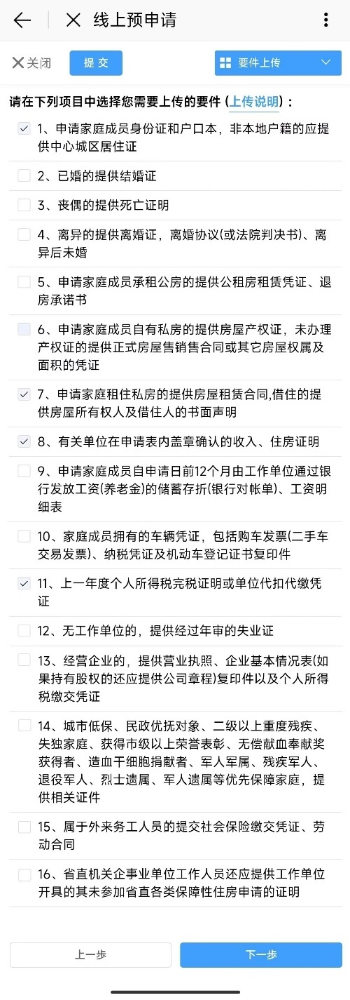 线上预申请
关闭
提交
要件上传
请在下列项目中选择您需要上传的要件 (上传说明) ：
1、申请家庭成员身份证和户口本，非本地户籍的应提
供中心城区居住证
2、已婚的提供结婚证
3、丧偶的提供死亡证明
4、离异的提供离婚证，离婚协议(或法院判决书)、离
异后未婚
5、申请家庭成员承租公房的提供公租房租赁凭证、退
房承诺书
6、申请家庭成员自有私房的提供房屋产权证，未办理
产权证的提供正式房屋售销售合同或其它房屋权属及
面积的凭证
7、申请家庭租住私房的提供房屋租赁合同,借住的提
供房屋所有权人及借住人的书面声明
8、有关单位在申请表内盖章确认的收入、住房证明
9、申请家庭成员自申请日前12个月由工作单位通过银
行发放工资(养老金)的储蓄存折(银行对帐单)、工资明
细表
10、家庭成员拥有的车辆凭证，包括购车发票(二手车
交易发票)、纳税凭证及机动车登记证书复印件
11、上一年度个人所得税完税证明或单位代扣代缴凭
证
12、无工作单位的，提供经过年审的失业证
13、经营企业的，提供营业执照、企业基本情况表(如
果持有股权的还应提供公司章程)复印件以及个人所得
税缴交凭证
14、城市低保、民政优抚对象、二级以上重度残疾、
失独家庭、获得市级以上荣誉表彰、无偿献血奉献奖
获得者、造血干细胞捐献者、军人军属、残疾军人、
退役军人、烈士遗属、军人遗属等优先保障家庭，提
供相关证件
15、属于外来务工人员的提交社会保险缴交凭证、劳
动合同
16、省直机关企事业单位工作人员还应提供工作单位
开具的其未参加省直各类保障性住房申请的证明
上一步
下一步